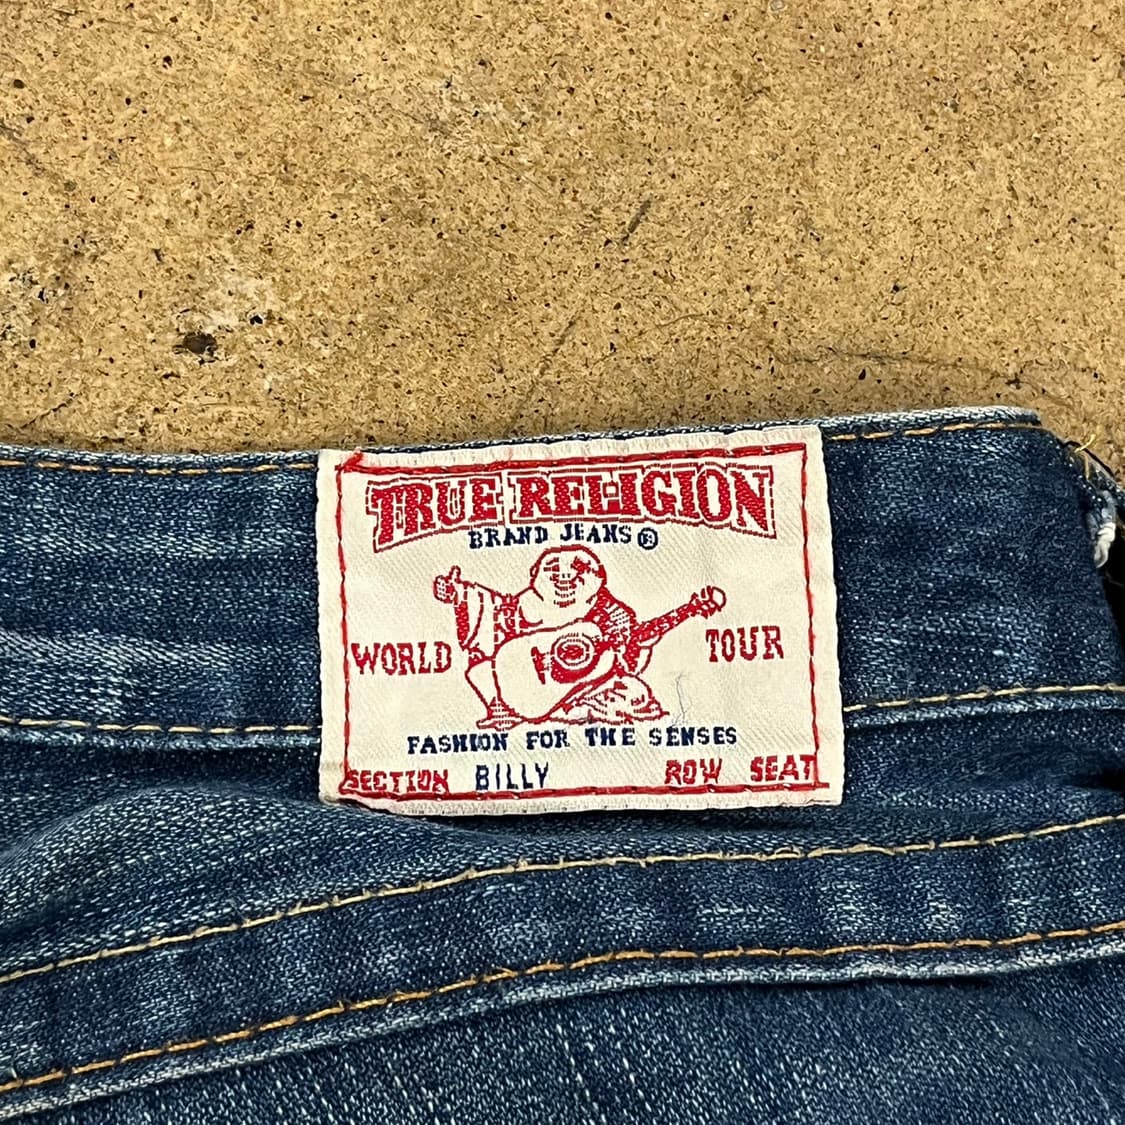 TRUE RELIGION
BRAND JEANS®
WORLD TOUR
FASHION FOR THE SENSES
SECTION BILLY ROW SEAT